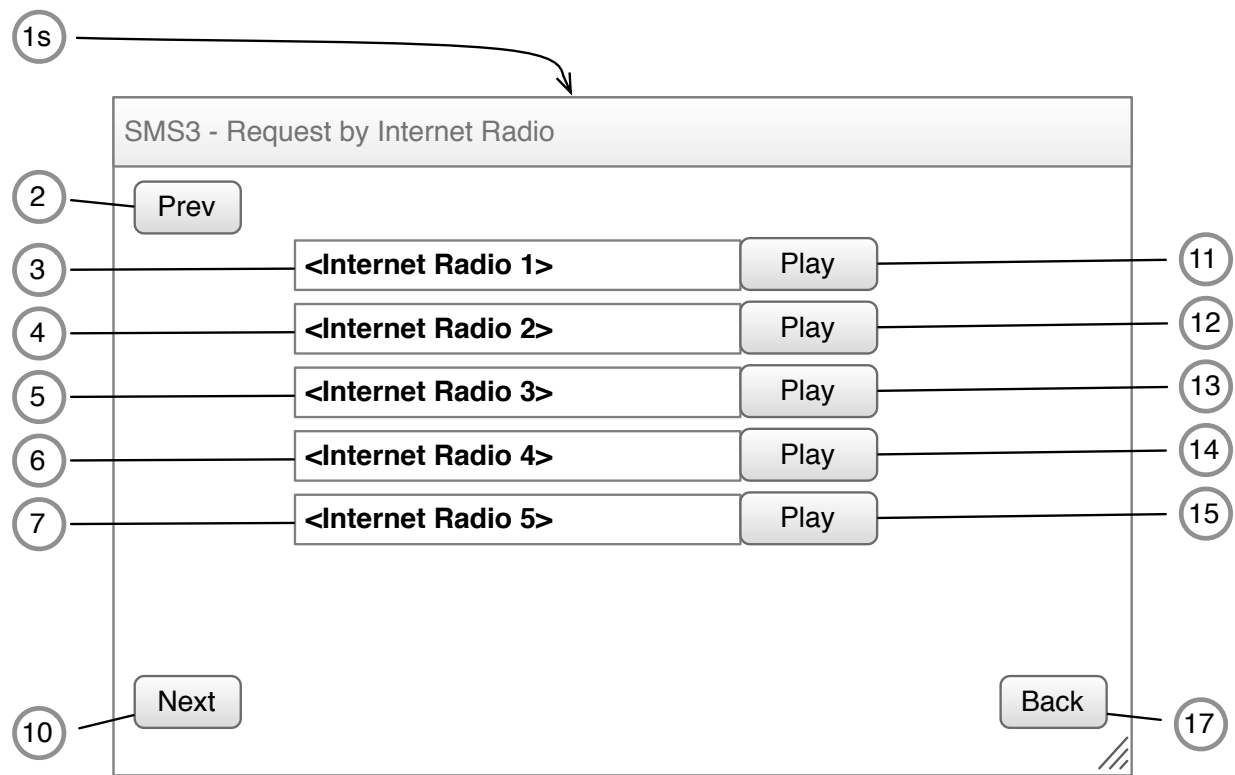 1s
SMS3 - Request by Internet Radio
2 Prev
3 <Internet Radio 1> Play 11
4 <Internet Radio 2> Play 12
5 <Internet Radio 3> Play 13
6 <Internet Radio 4> Play 14
7 <Internet Radio 5> Play 15
10 Next Back 17